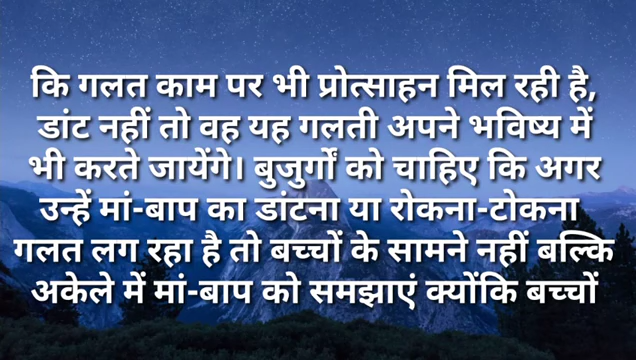 कि गलत काम पर भी प्रोत्साहन मिल रही है,
डांट नहीं तो वह यह गलती अपने भविष्य में
भी करते जायेंगे। बुजुर्गों को चाहिए कि अगर
उन्हें मां-बाप का डांटना या रोकना-टोकना
गलत लग रहा है तो बच्चों के सामने नहीं बल्कि
अकेले में मां-बाप को समझाएं क्योंकि बच्चों